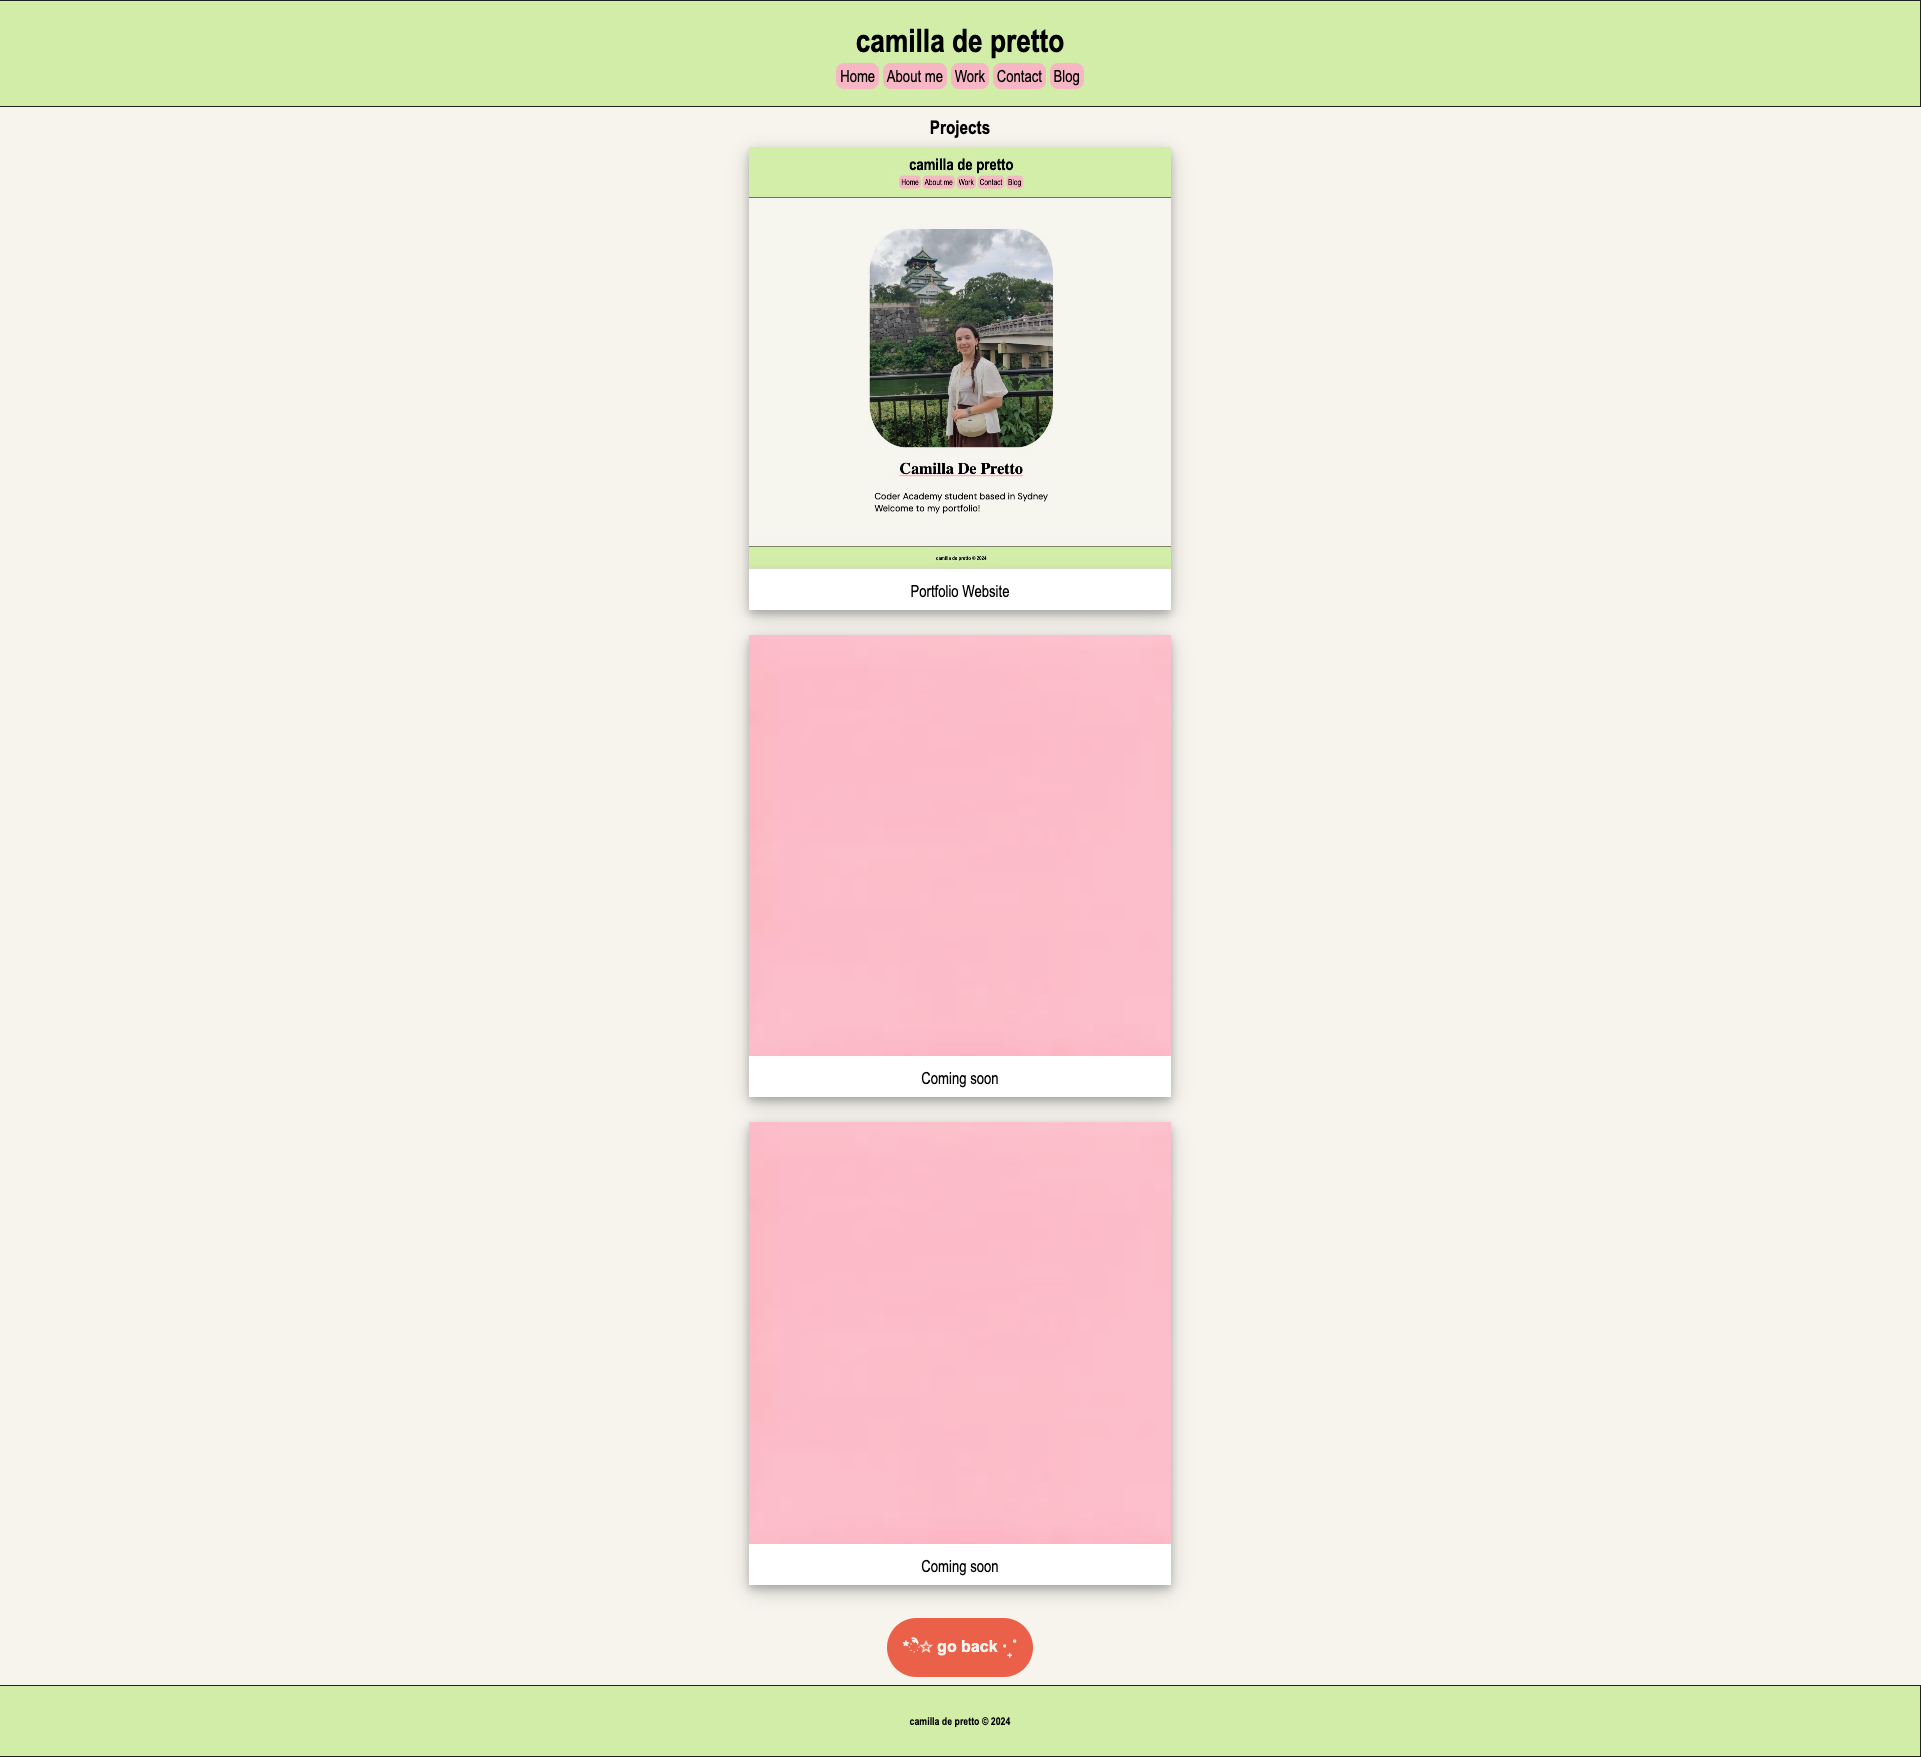 camilla de pretto
Home About me Work Contact Blog
Projects
camilla de pretto
Home About me Work Contact Blog
Camilla De Pretto
Coder Academy student based in Sydney
Welcome to my portfolio!
camilla de pretto © 2024
Portfolio Website
Coming soon
Coming soon
go back
camilla de pretto © 2024